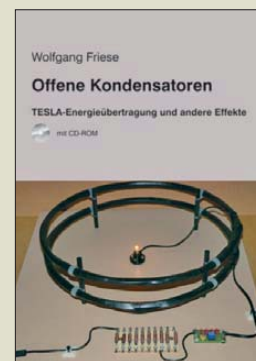 Wolfgang Friese
Offene Kondensatoren
TESLA-Energieübertragung und andere Effekte
mit CD-ROM